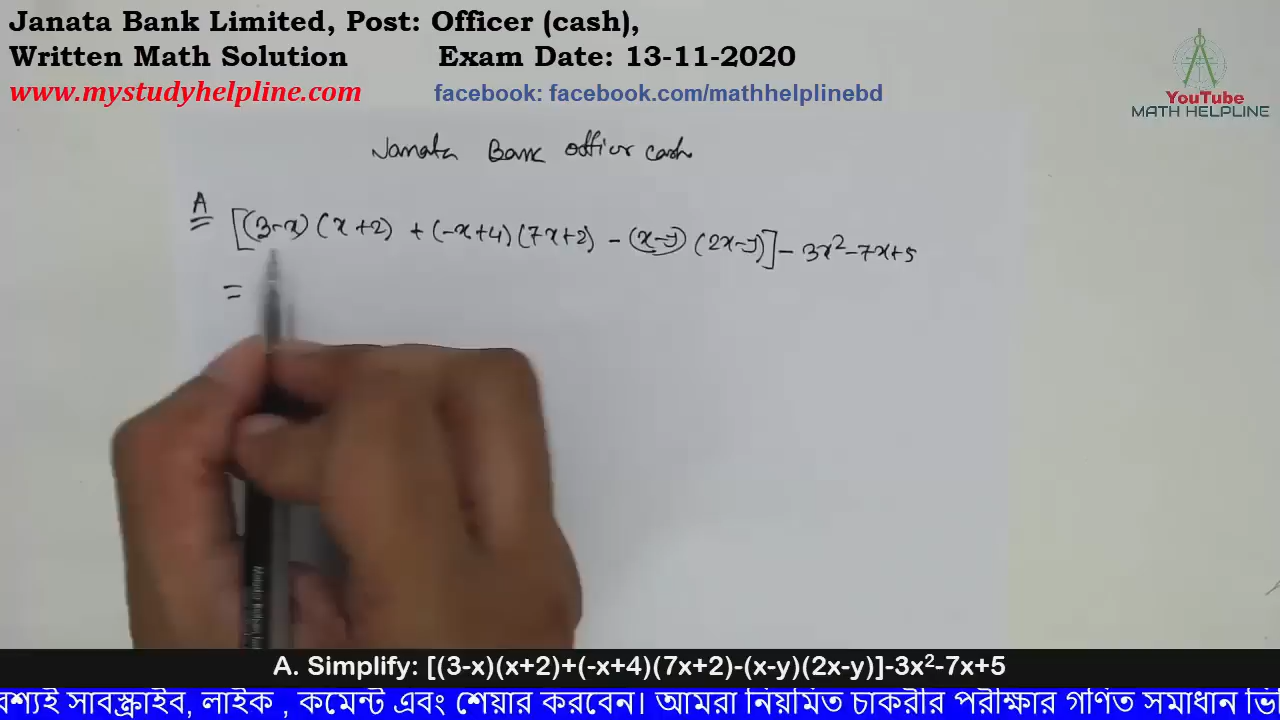 Janata Bank Limited, Post: Officer (cash),
Written Math Solution Exam Date: 13-11-2020
www.mystudyhelpline.com facebook: facebook.com/mathhelplinebd
YouTube
MATH HELPLINE
Janata Bank officer cash
A [(3-x)(x+2) +(-x+4)(7x+2) -(x-y)(2x-y)]- 3x²-7x+5
=
A. Simplify: [(3-x)(x+2)+(-x+4)(7x+2)-(x-y)(2x-y)]-3x²-7x+5
সাবস্ক্রাইব, লাইক , কমেন্ট এবং শেয়ার করবেন। আমরা নিয়মিত চাকরীর পরীক্ষার গণিত সমাধান